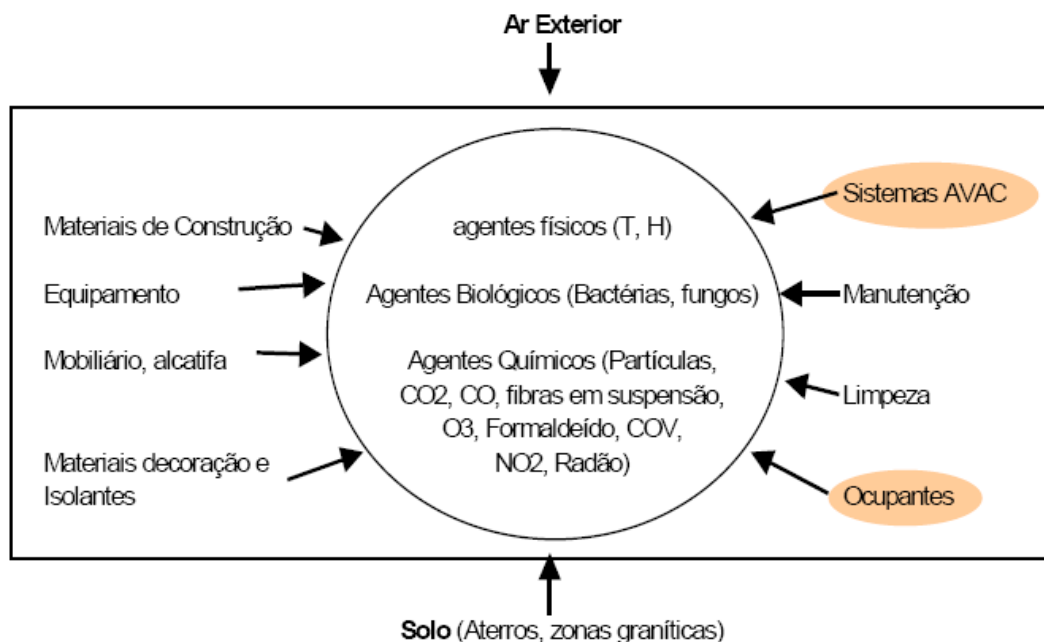 Ar Exterior
Materiais de Construção
Equipamento
Mobiliário, alcatifa
Materiais decoração e
Isolantes
agentes físicos (T, H)
Agentes Biológicos (Bactérias, fungos)
Agentes Químicos (Partículas,
CO2, CO, fibras em suspensão,
O3, Formaldeído, COV,
NO2, Radão)
Sistemas AVAC
Manutenção
Limpeza
Ocupantes
Solo (Aterros, zonas graníticas)